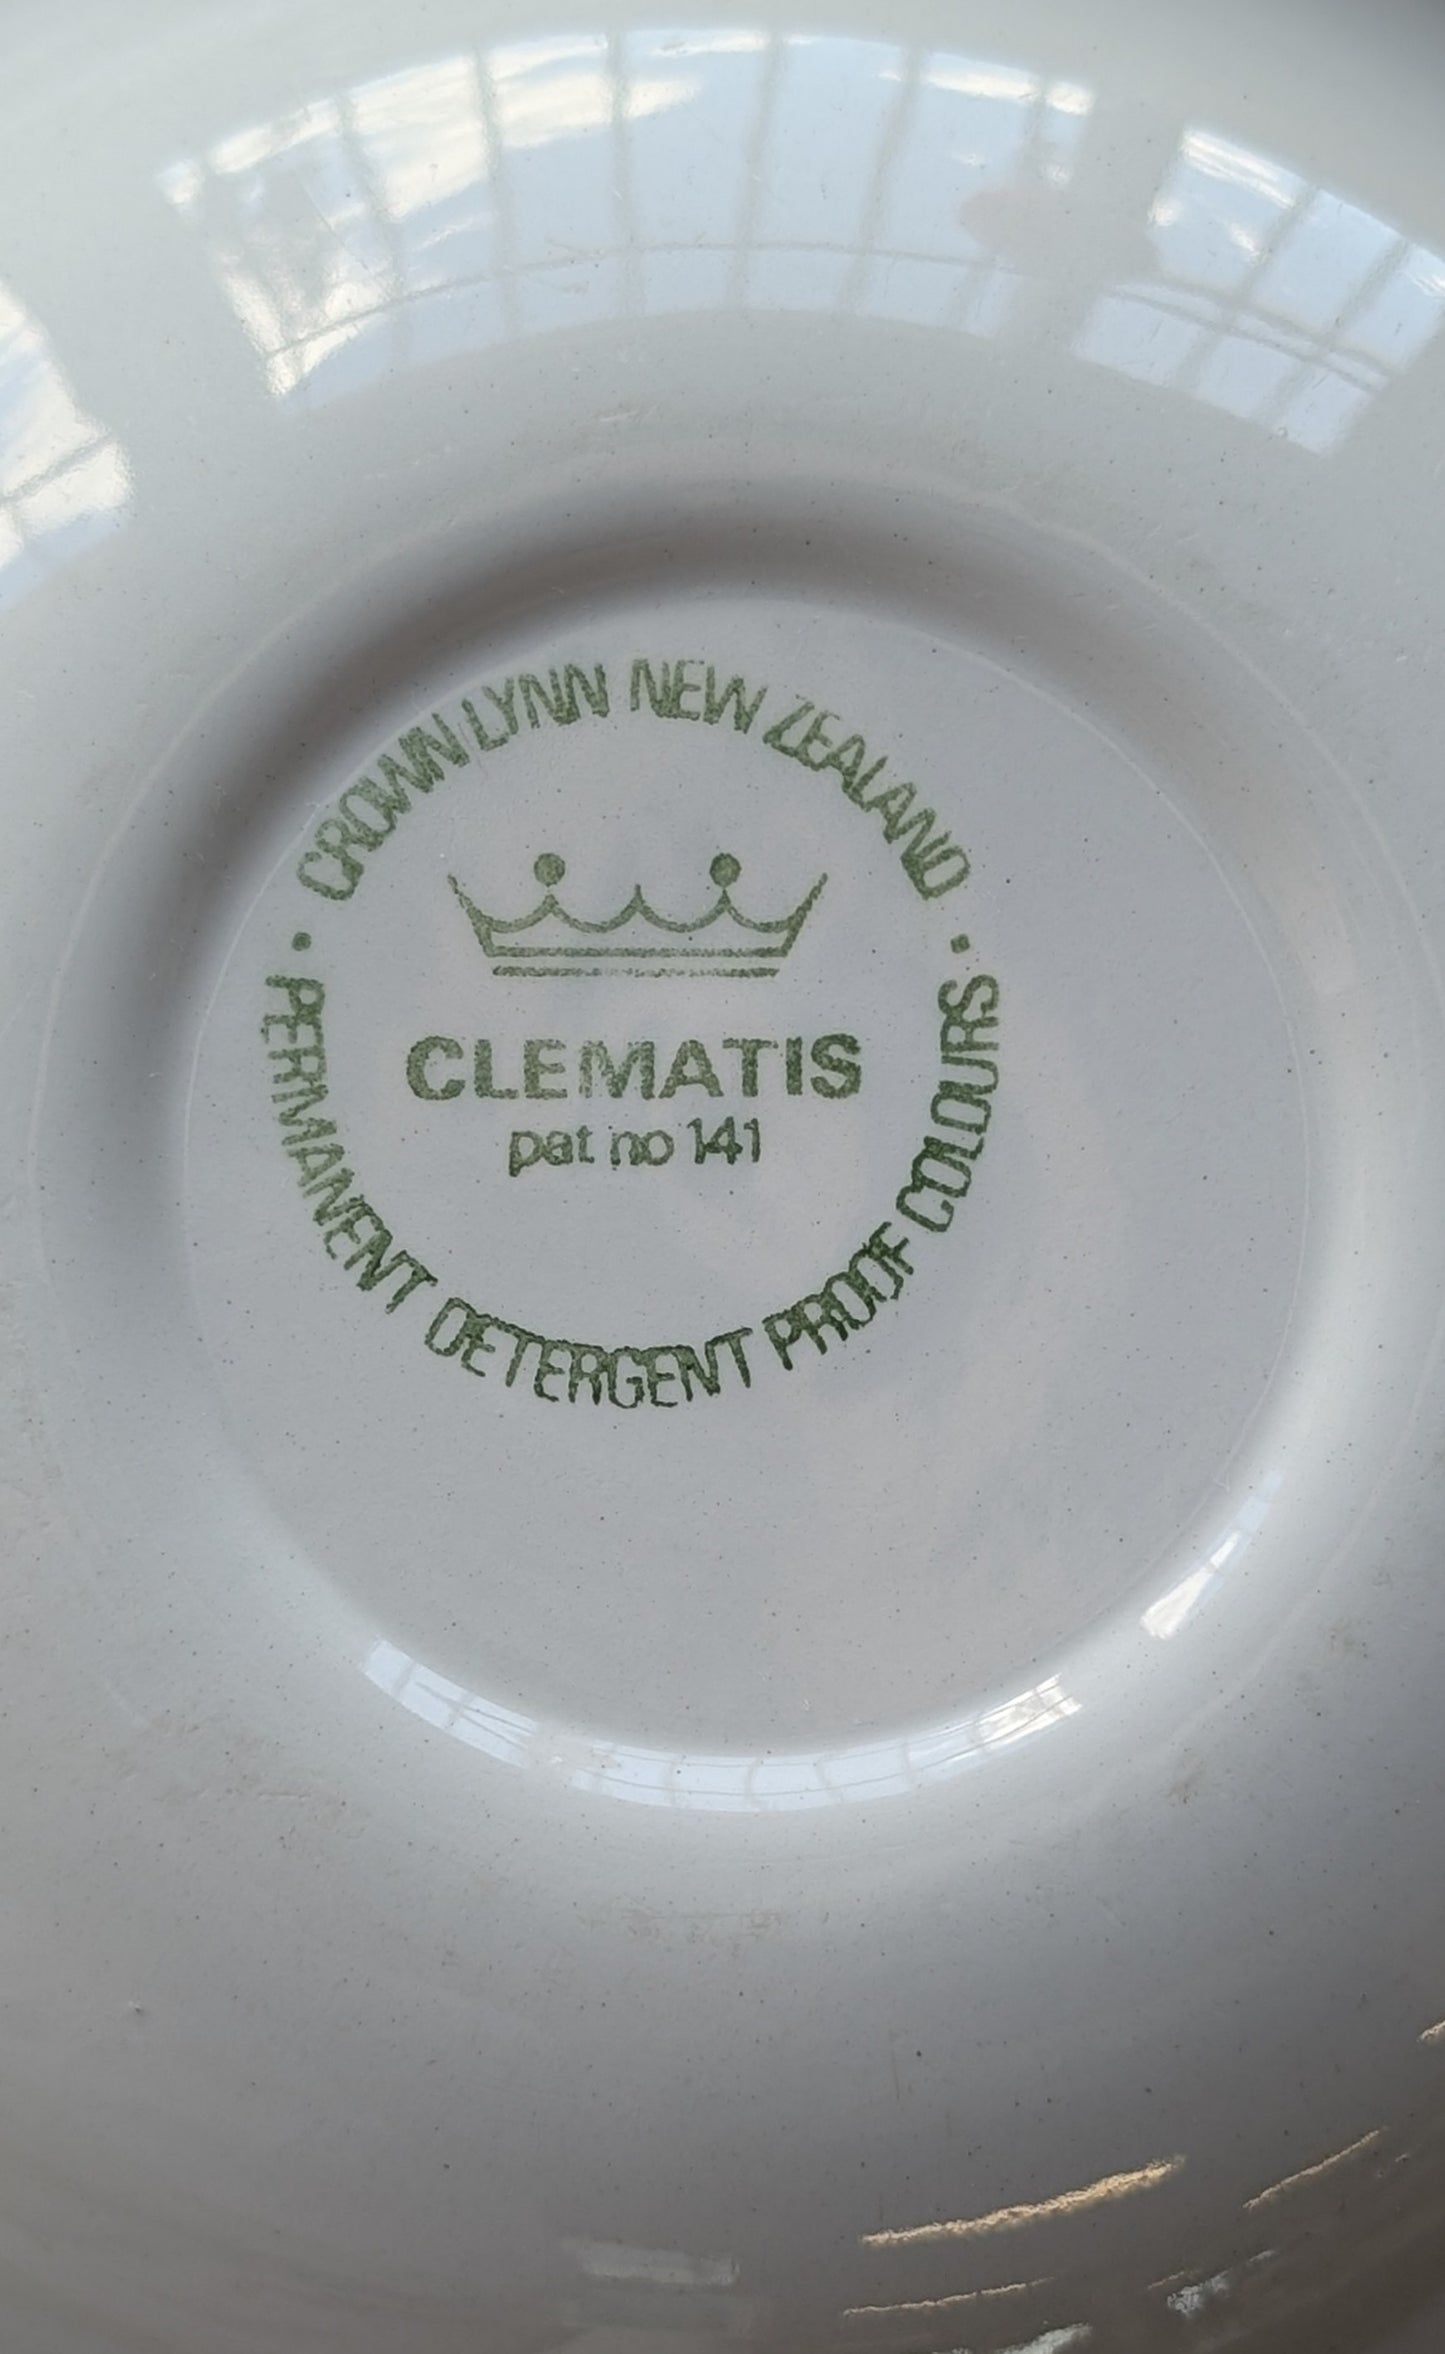 CROWN LYNN NEW ZEALAND
CLEMATIS
pat no 141
• PERMANENT DETERGENT PROOF COLOURS •